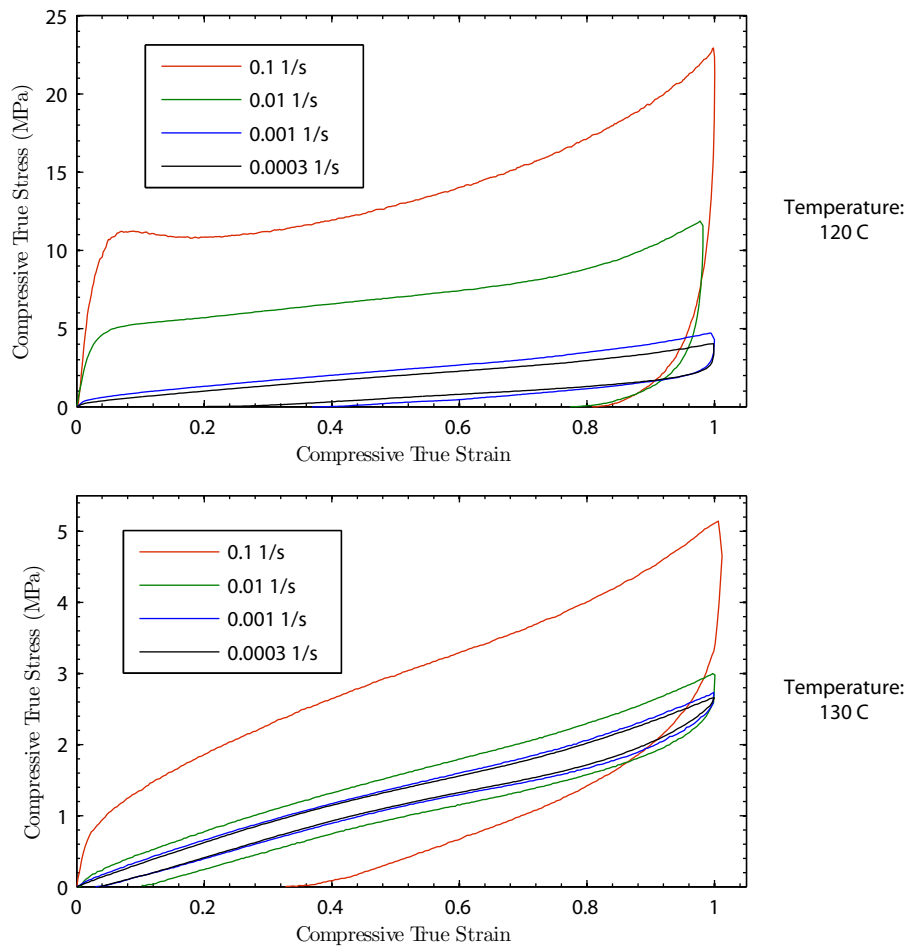 25
20
15
10
5
0
Compressive True Stress (MPa)
0.1 1/s
0.01 1/s
0.001 1/s
0.0003 1/s
0
0.2
0.4
0.6
0.8
1
Compressive True Strain
Temperature:
120 C
5
4
3
2
1
0
Compressive True Stress (MPa)
0.1 1/s
0.01 1/s
0.001 1/s
0.0003 1/s
0
0.2
0.4
0.6
0.8
1
Compressive True Strain
Temperature:
130 C